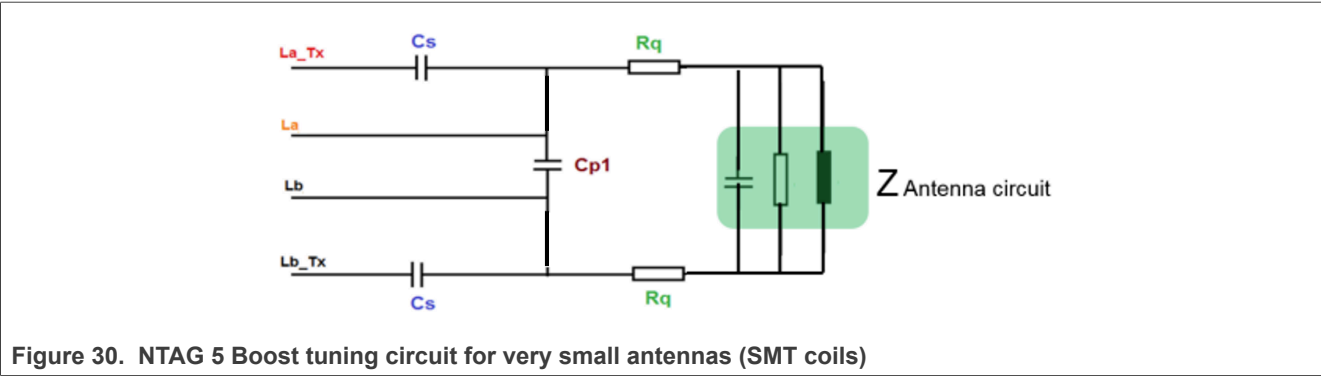 Cs
Rq
La_Tx
La
Cp1
Lb
Z Antenna circuit
Lb_Tx
Cs
Rq
Figure 30. NTAG 5 Boost tuning circuit for very small antennas (SMT coils)